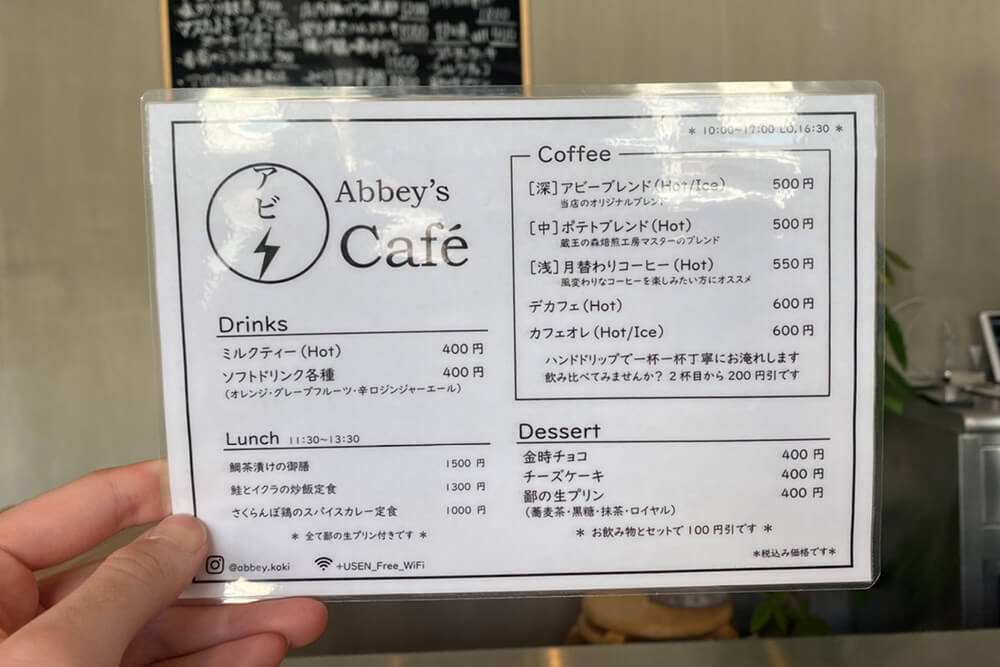 * 10:00~17:00 LO.16:30 *
アビ
Abbey's
Café
Drinks
ミルクティー(Hot) 400円
ソフトドリンク各種 400円
(オレンジ・グレープフルーツ・辛口ジンジャーエール)
Lunch 11:30~13:30
鯛茶漬けの御膳 1500 円
鮭とイクラの炒飯定食 1300 円
さくらんぼ鶏のスパイスカレー定食 1000 円
* 全て鄙の生プリン付きです *
@abbey.koki +USEN_Free_WiFi
Coffee
[深]アビーブレンド(Hot/Ice) 500円
当店のオリジナルブレンド
[中]ポテトブレンド(Hot) 500円
蔵王の森焙煎工房マスターのブレンド
[浅]月替わりコーヒー(Hot) 550円
風変わりなコーヒーを楽しみたい方にオススメ
デカフェ(Hot) 600円
カフェオレ(Hot/Ice) 600円
ハンドドリップで一杯一杯丁寧にお淹れします
飲み比べてみませんか? 2杯目から200円引です
Dessert
金時チョコ 400円
チーズケーキ 400円
鄙の生プリン 400円
(蕎麦茶・黒糖・抹茶・ロイヤル)
* お飲み物とセットで100円引です *
*税込み価格です*